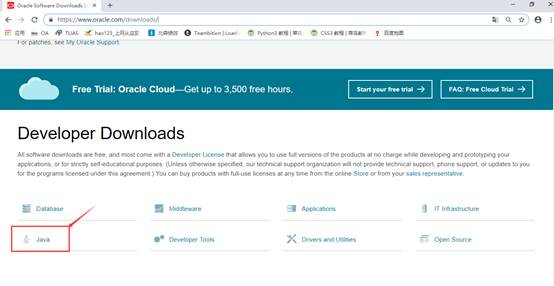 Oracle Software Downloads |
https://www.oracle.com/downloads/
应用
OA
TUAS
hao123_上网从这里
北森绩效
Teambition | Load
Python3 教程 | 菜鸟
CSS3 教程 | 菜鸟教
百度地图
For patches, see My Oracle Support.
Free Trial: Oracle Cloud—Get up to 3,500 free hours.
Start your free trial
FAQ: Free Cloud Trial
Developer Downloads
All software downloads are free, and most come with a Developer License that allows you to use full versions of the products at no charge while developing and prototyping your
applications, or for strictly self-educational purposes. (Unless otherwise specified, our technical support organization will not provide technical support, phone support, or updates to you
for the programs licensed under this agreement.) You can buy products with full-use licenses at any time from the online Store or from your sales representative.
Database
Middleware
Applications
IT Infrastructure
Java
Developer Tools
Drivers and Utilities
Open Source